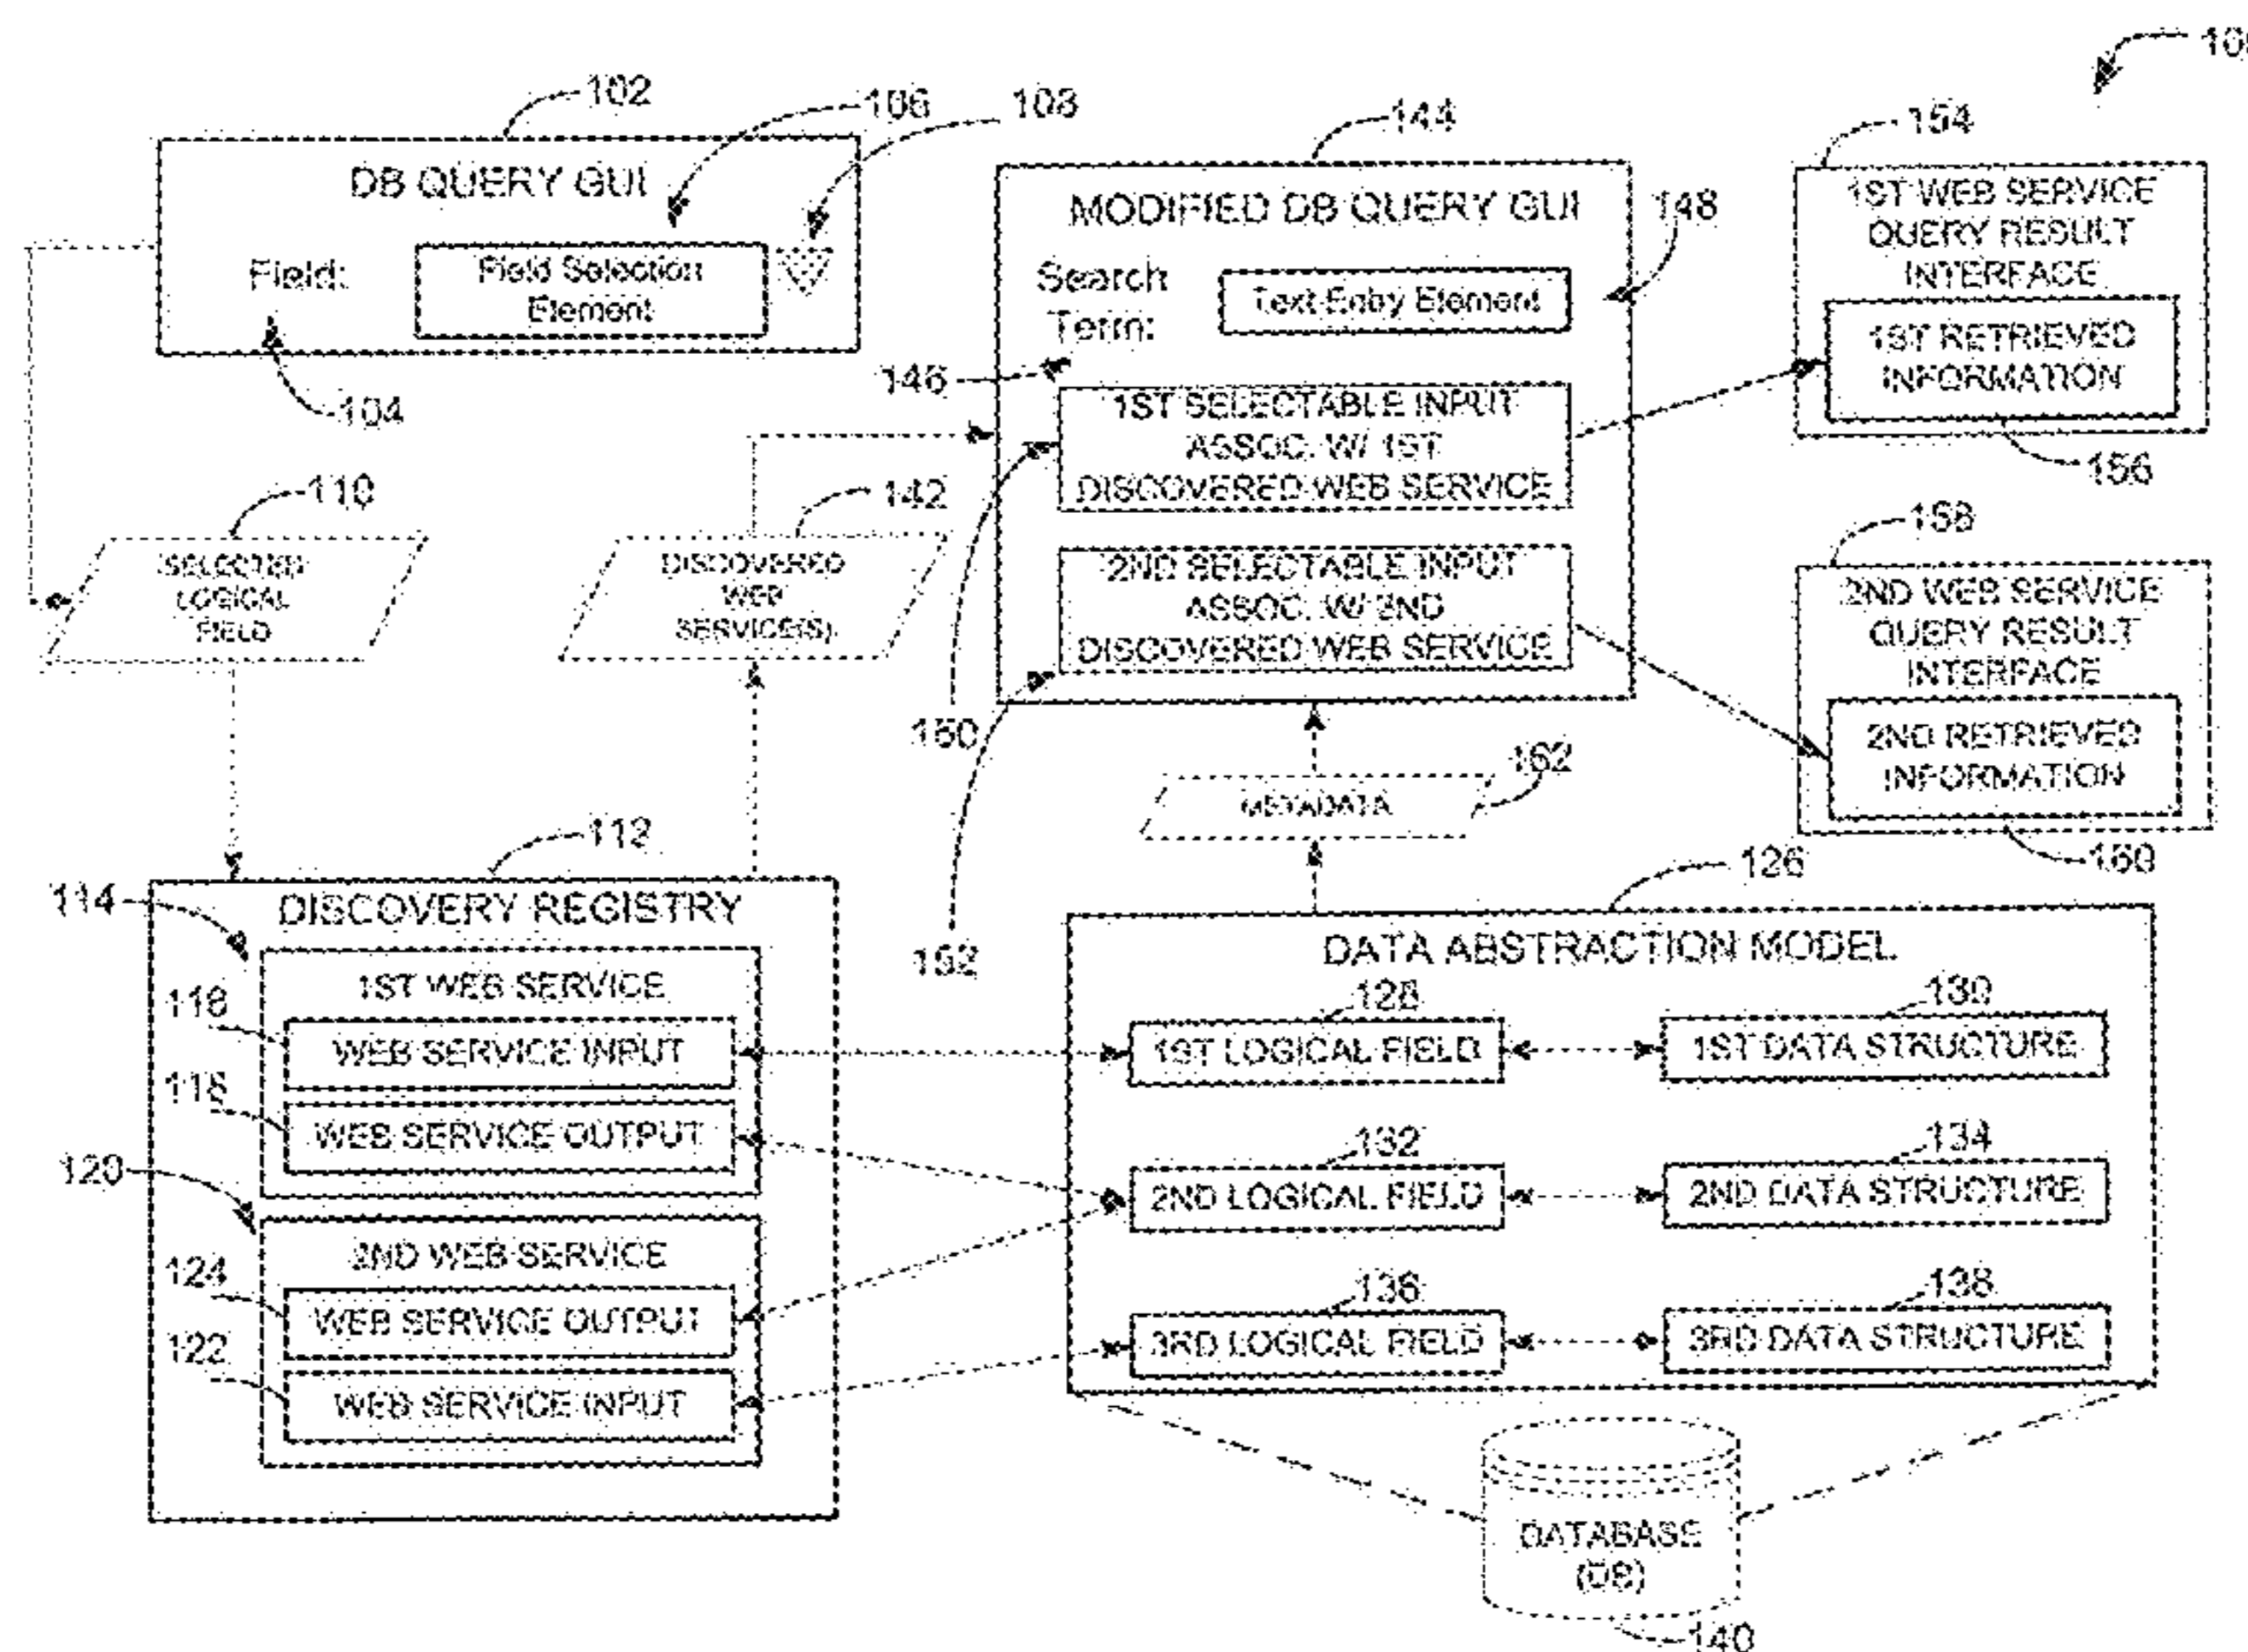 102
106
108
DB QUERY GUI
Field:
Field Selection
Element
104
144
MODIFIED DB QUERY GUI
148
Search
Term:
Text Entry Element
146
1ST SELECTABLE INPUT
ASSOC. W/ 1ST
DISCOVERED WEB SERVICE
2ND SELECTABLE INPUT
ASSOC. W/ 2ND
DISCOVERED WEB SERVICE
150
152
154
1ST WEB SERVICE
QUERY RESULT
INTERFACE
1ST RETRIEVED
INFORMATION
156
158
2ND WEB SERVICE
QUERY RESULT
INTERFACE
2ND RETRIEVED
INFORMATION
160
110
SELECTED
LOGICAL
FIELD
142
DISCOVERED
WEB
SERVICE(S)
162
METADATA
112
DISCOVERY REGISTRY
114
1ST WEB SERVICE
116
WEB SERVICE INPUT
118
WEB SERVICE OUTPUT
120
2ND WEB SERVICE
124
WEB SERVICE OUTPUT
122
WEB SERVICE INPUT
126
DATA ABSTRACTION MODEL
128
1ST LOGICAL FIELD
130
1ST DATA STRUCTURE
132
2ND LOGICAL FIELD
134
2ND DATA STRUCTURE
136
3RD LOGICAL FIELD
138
3RD DATA STRUCTURE
DATABASE
(DB)
140